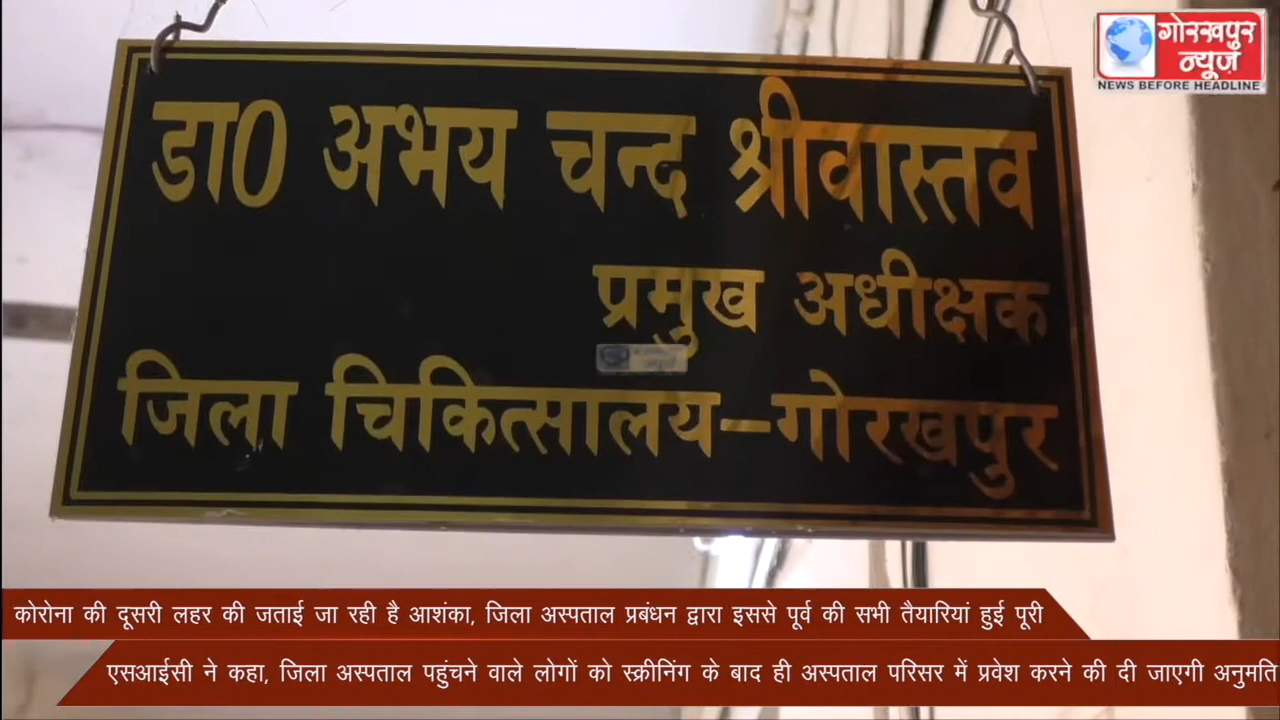 गोरखपुर
न्यूज़
NEWS BEFORE HEADLINE
डा0 अभय चन्द श्रीवास्तव
प्रमुख अधीक्षक
जिला चिकित्सालय–गोरखपुर
कोरोना की दूसरी लहर की जताई जा रही है आशंका, जिला अस्पताल प्रबंधन द्वारा इससे पूर्व की सभी तैयारियां हुई पूरी
एसआईसी ने कहा, जिला अस्पताल पहुंचने वाले लोगों को स्क्रीनिंग के बाद ही अस्पताल परिसर में प्रवेश करने की दी जाएगी अनुमति